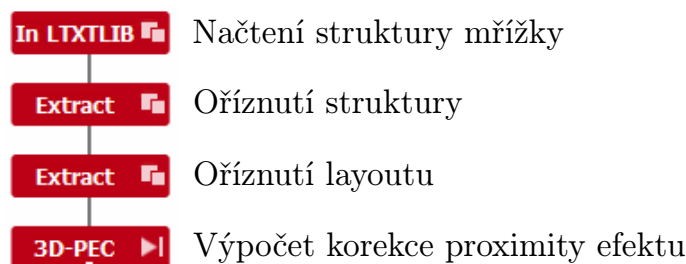 In LTXTLIB Načtení struktury mřížky
Extract Oříznutí struktury
Extract Oříznutí layoutu
3D-PEC Výpočet korekce proximity efektu